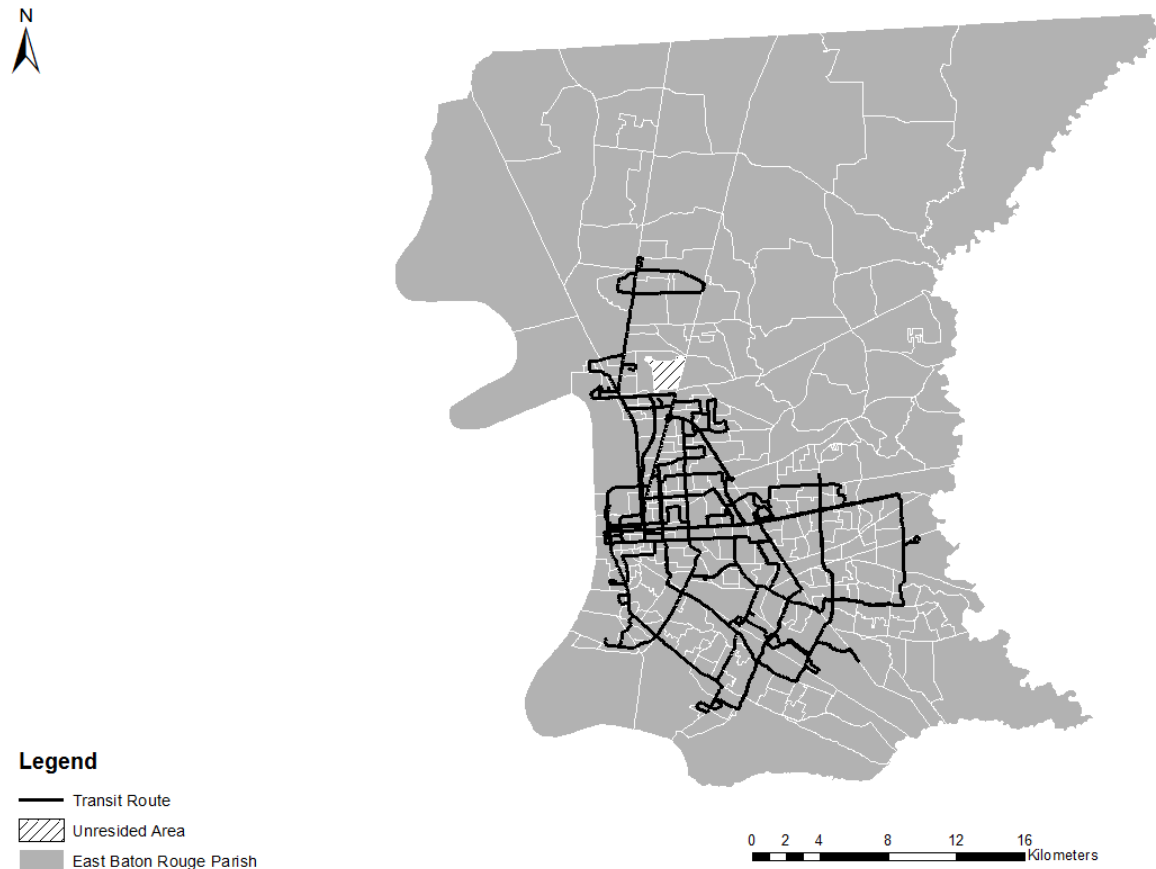 N
Legend
Transit Route
Unresided Area
East Baton Rouge Parish
0 2 4 8 12 16
Kilometers